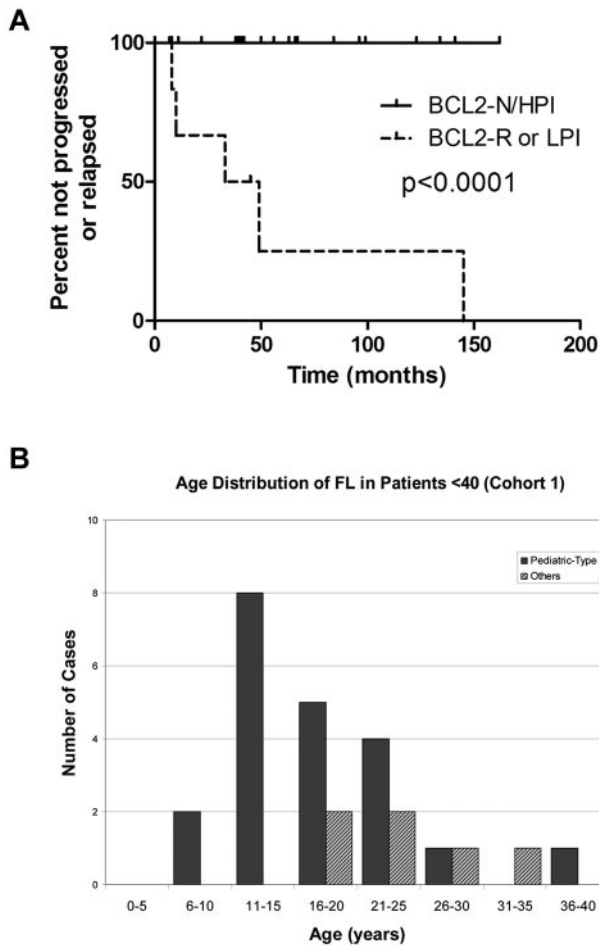 A
Percent not progressed
or relapsed
100
50
0
BCL2-N/HPI
BCL2-R or LPI
p<0.0001
0 50 100 150 200
Time (months)
B
Age Distribution of FL in Patients <40 (Cohort 1)
Number of Cases
10
8
6
4
2
0
Pediatric-Type
Others
0-5 6-10 11-15 16-20 21-25 26-30 31-35 36-40
Age (years)